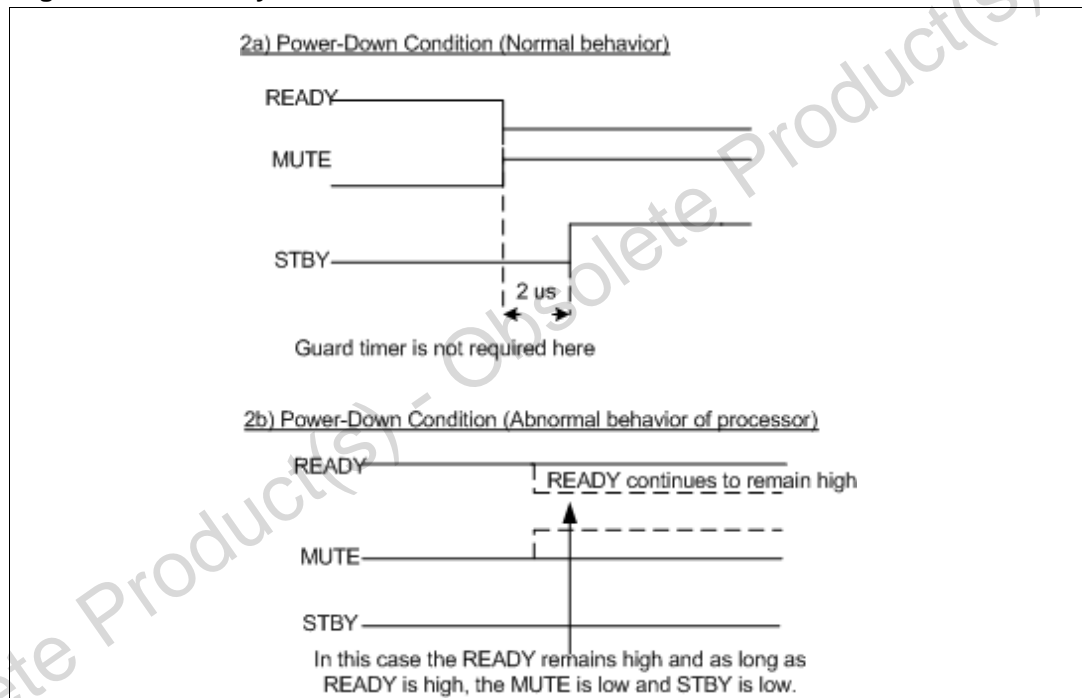 2a) Power-Down Condition (Normal behavior)
READY
MUTE
STBY
2 us
Guard timer is not required here
2b) Power-Down Condition (Abnormal behavior of processor)
READY
READY continues to remain high
MUTE
STBY
In this case the READY remains high and as long as
READY is high, the MUTE is low and STBY is low.
ete Product(s) - Obsolete Product(s)